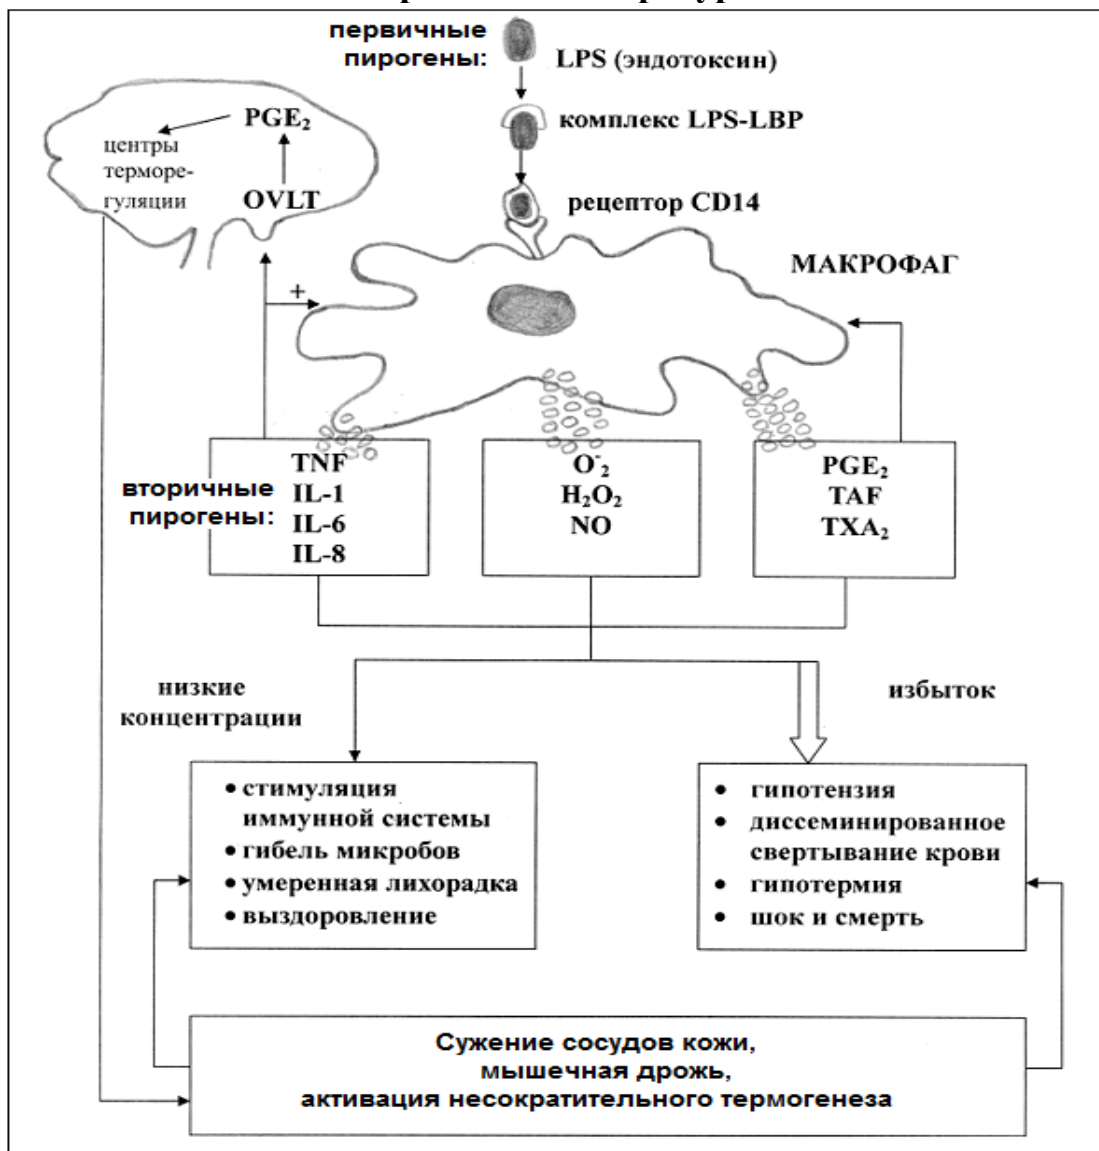 первичные
пирогены:
LPS (эндотоксин)
комплекс LPS-LBP
рецептор CD14
МАКРОФАГ
PGE₂
центры
терморе-
гуляции
OVLT
+
вторичные
пирогены:
TNF
IL-1
IL-6
IL-8
O⁻₂
H₂O₂
NO
PGE₂
TAF
TXA₂
низкие
концентрации
избыток
• стимуляция
иммунной системы
• гибель микробов
• умеренная лихорадка
• выздоровление
• гипотензия
• диссеминированное
свертывание крови
• гипотермия
• шок и смерть
Сужение сосудов кожи,
мышечная дрожь,
активация несократительного термогенеза